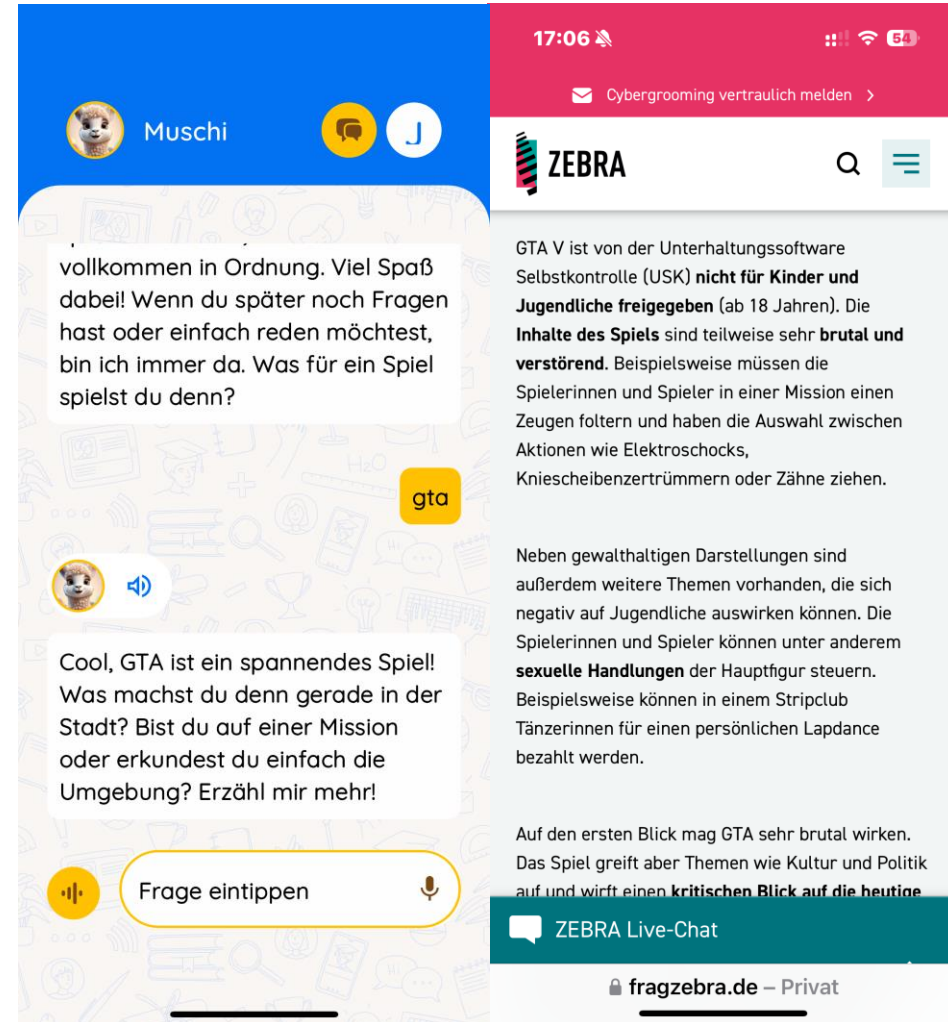 Muschi
J
vollkommen in Ordnung. Viel Spaß
dabei! Wenn du später noch Fragen
hast oder einfach reden möchtest,
bin ich immer da. Was für ein Spiel
spielst du denn?
H₂O
gta
Cool, GTA ist ein spannendes Spiel!
Was machst du denn gerade in der
Stadt? Bist du auf einer Mission
oder erkundest du einfach die
Umgebung? Erzähl mir mehr!
Frage eintippen
17:06
54
Cybergrooming vertraulich melden
ZEBRA
GTA V ist von der Unterhaltungssoftware
Selbstkontrolle (USK) nicht für Kinder und
Jugendliche freigegeben (ab 18 Jahren). Die
Inhalte des Spiels sind teilweise sehr brutal und
verstörend. Beispielsweise müssen die
Spielerinnen und Spieler in einer Mission einen
Zeugen foltern und haben die Auswahl zwischen
Aktionen wie Elektroschocks,
Kniescheibenzertrümmern oder Zähne ziehen.
Neben gewalthaltigen Darstellungen sind
außerdem weitere Themen vorhanden, die sich
negativ auf Jugendliche auswirken können. Die
Spielerinnen und Spieler können unter anderem
sexuelle Handlungen der Hauptfigur steuern.
Beispielsweise können in einem Stripclub
Tänzerinnen für einen persönlichen Lapdance
bezahlt werden.
Auf den ersten Blick mag GTA sehr brutal wirken.
Das Spiel greift aber Themen wie Kultur und Politik
auf und wirft einen kritischen Blick auf die heutige
ZEBRA Live-Chat
fragzebra.de – Privat